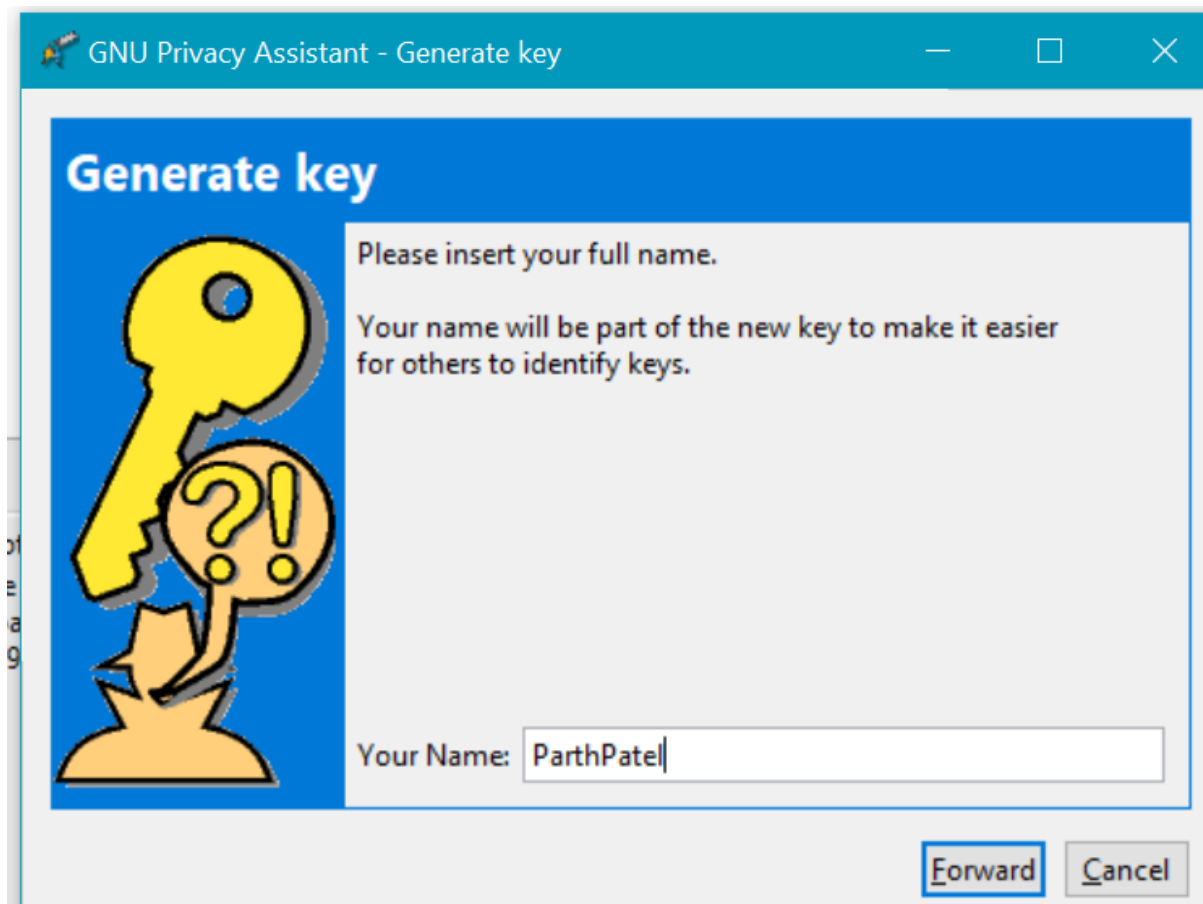 GNU Privacy Assistant - Generate key
Generate key
Please insert your full name.
Your name will be part of the new key to make it easier
for others to identify keys.
?!
Your Name: ParthPatel
Forward Cancel